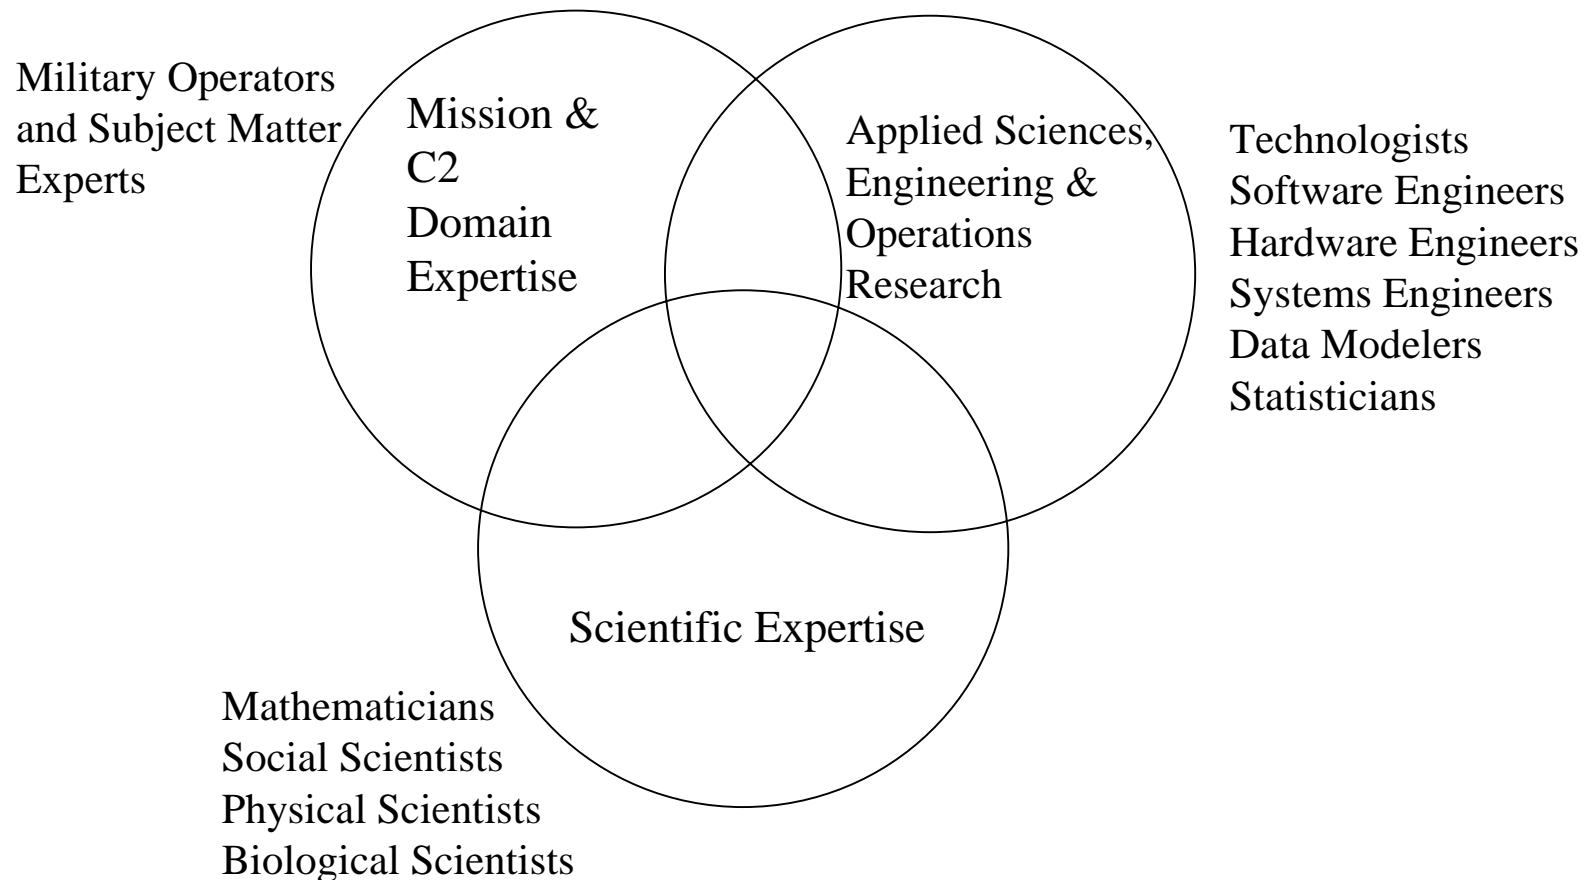 Military Operators
and Subject Matter
Experts
Mission &
C2
Domain
Expertise
Applied Sciences,
Engineering &
Operations
Research
Technologists
Software Engineers
Hardware Engineers
Systems Engineers
Data Modelers
Statisticians
Scientific Expertise
Mathematicians
Social Scientists
Physical Scientists
Biological Scientists